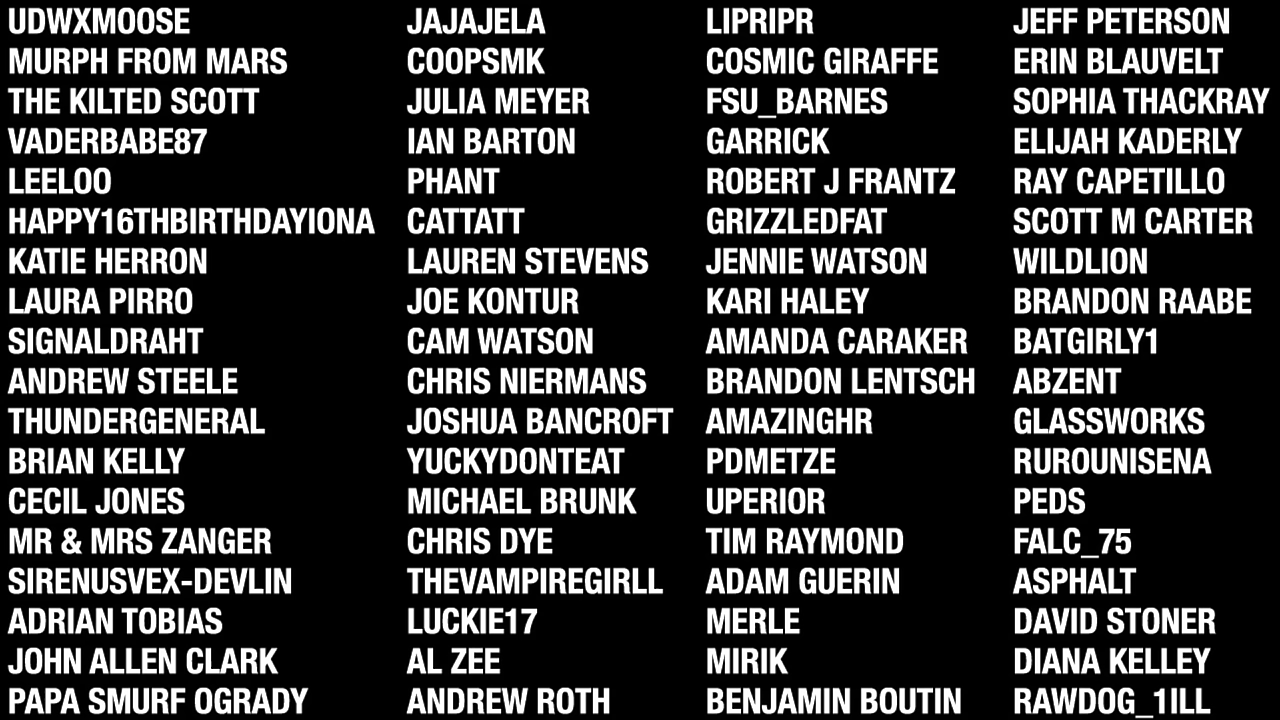 UDWXMOOSE
MURPH FROM MARS
THE KILTED SCOTT
VADERBABE87
LEELOO
HAPPY16THBIRTHDAYIONA
KATIE HERRON
LAURA PIRRO
SIGNALDRAHT
ANDREW STEELE
THUNDERGENERAL
BRIAN KELLY
CECIL JONES
MR & MRS ZANGER
SIRENUSVEX-DEVLIN
ADRIAN TOBIAS
JOHN ALLEN CLARK
PAPA SMURF OGRADY
JAJAJELA
COOPSMK
JULIA MEYER
IAN BARTON
PHANT
CATTATT
LAUREN STEVENS
JOE KONTUR
CAM WATSON
CHRIS NIERMANS
JOSHUA BANCROFT
YUCKYDONTEAT
MICHAEL BRUNK
CHRIS DYE
THEVAMPIREGIRLL
LUCKIE17
AL ZEE
ANDREW ROTH
LIPRIPR
COSMIC GIRAFFE
FSU_BARNES
GARRICK
ROBERT J FRANTZ
GRIZZLEDFAT
JENNIE WATSON
KARI HALEY
AMANDA CARAKER
BRANDON LENTSCH
AMAZINGHR
PDMETZE
UPERIOR
TIM RAYMOND
ADAM GUERIN
MERLE
MIRIK
BENJAMIN BOUTIN
JEFF PETERSON
ERIN BLAUVELT
SOPHIA THACKRAY
ELIJAH KADERLY
RAY CAPETILLO
SCOTT M CARTER
WILDLION
BRANDON RAABE
BATGIRLY1
ABZENT
GLASSWORKS
RUROUNISENA
PEDS
FALC_75
ASPHALT
DAVID STONER
DIANA KELLEY
RAWDOG_1ILL